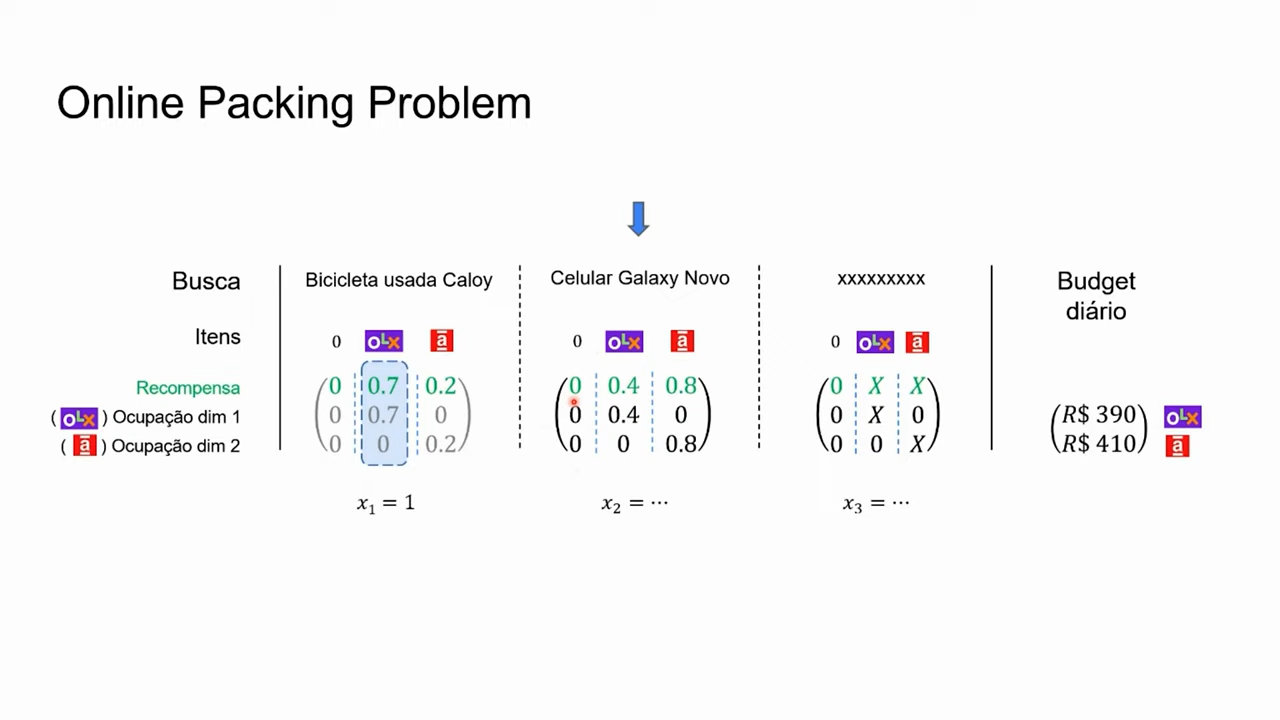 Online Packing Problem
Busca Bicicleta usada Caloy Celular Galaxy Novo xxxxxxxxx Budget diário
Itens 0 OLX a 0 OLX a 0 OLX a
Recompensa 0 0.7 0.2 0 0.4 0.8 0 X X
( OLX ) Ocupação dim 1 0 0.7 0 0 0.4 0 0 X 0 R$ 390 OLX
( a ) Ocupação dim 2 0 0 0.2 0 0 0.8 0 0 X R$ 410 a
x₁ = 1 x₂ = ⋯ x₃ = ⋯